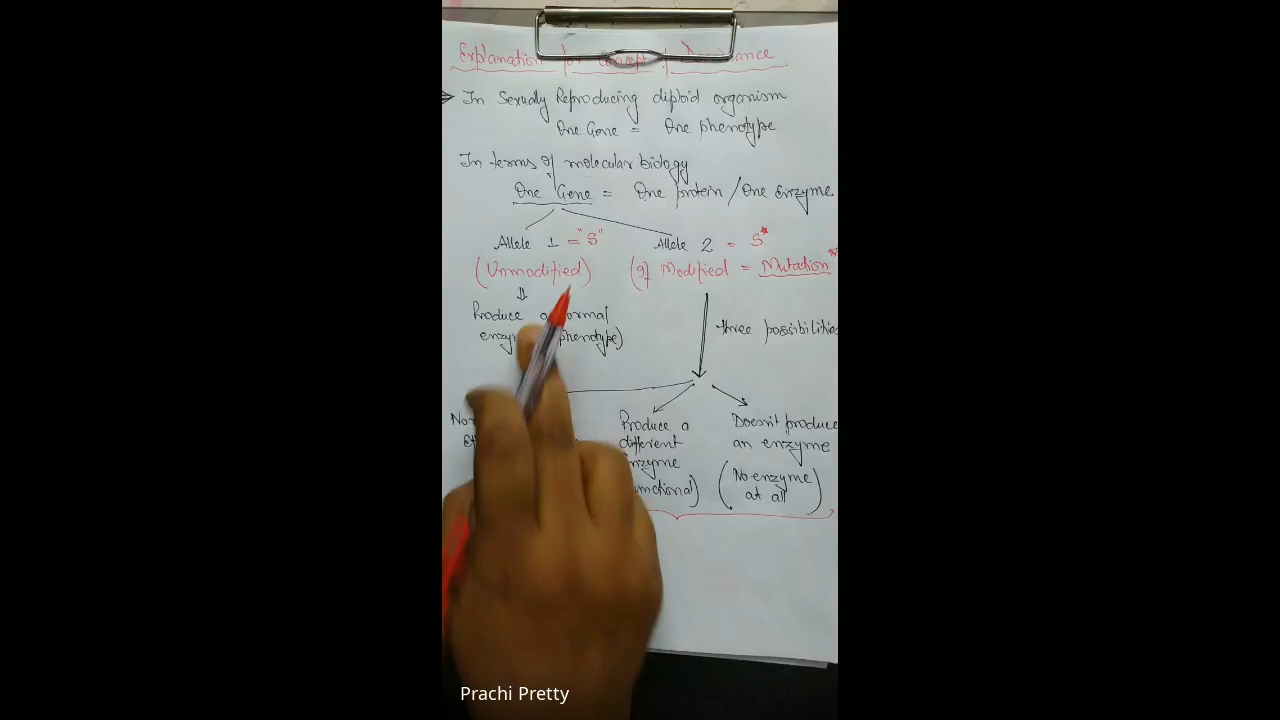 Explanation for Concept of Dominance
In Sexually Reproducing diploid organism
One Gene = One phenotype
In terms of molecular biology
One Gene = One protein / One Enzyme
Allele 1 = "S" Allele 2 = S*
(Unmodified) (If Modified = Mutation*
Produce a normal
phenotype)
three possibilities
Produce a Doesn't produce
different an enzyme
enzyme
(No enzyme
at all)
Prachi Pretty